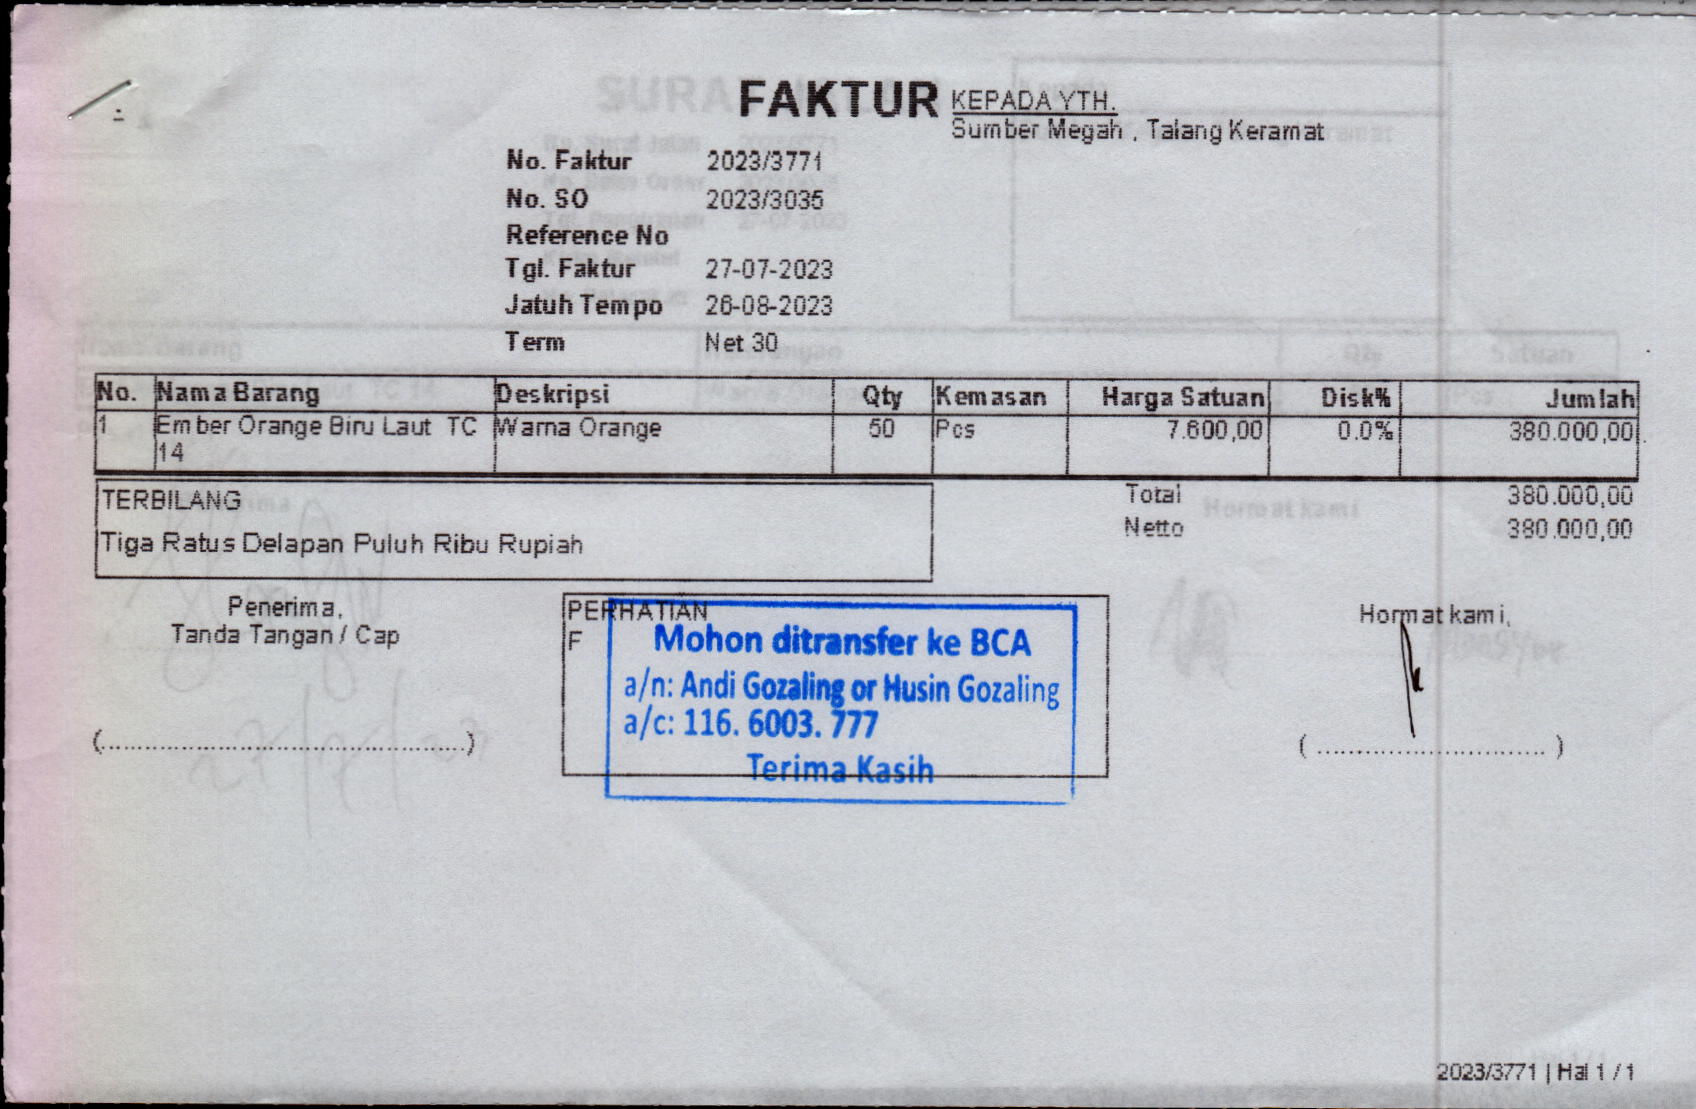 FAKTUR
KEPADA YTH.
Sumber Megah , Talang Keramat
No. Faktur 2023/3771
No. SO 2023/3035
Reference No
Tgl. Faktur 27-07-2023
Jatuh Tempo 26-08-2023
Term Net 30
No. Nama Barang Deskripsi Qty Kemasan Harga Satuan Disk% Jumlah
1 Ember Orange Biru Laut TC Warna Orange 50 Pcs 7.600,00 0.0% 380.000,00
14
TERBILANG
Tiga Ratus Delapan Puluh Ribu Rupiah
Total 380.000,00
Netto 380.000,00
Penerima,
Tanda Tangan / Cap
(..................................................)
PERHATIAN
F
Mohon ditransfer ke BCA
a/n: Andi Gozaling or Husin Gozaling
a/c: 116. 6003. 777
Terima Kasih
Hormat kami,
( ............................... )
2023/3771 | Hal 1 / 1